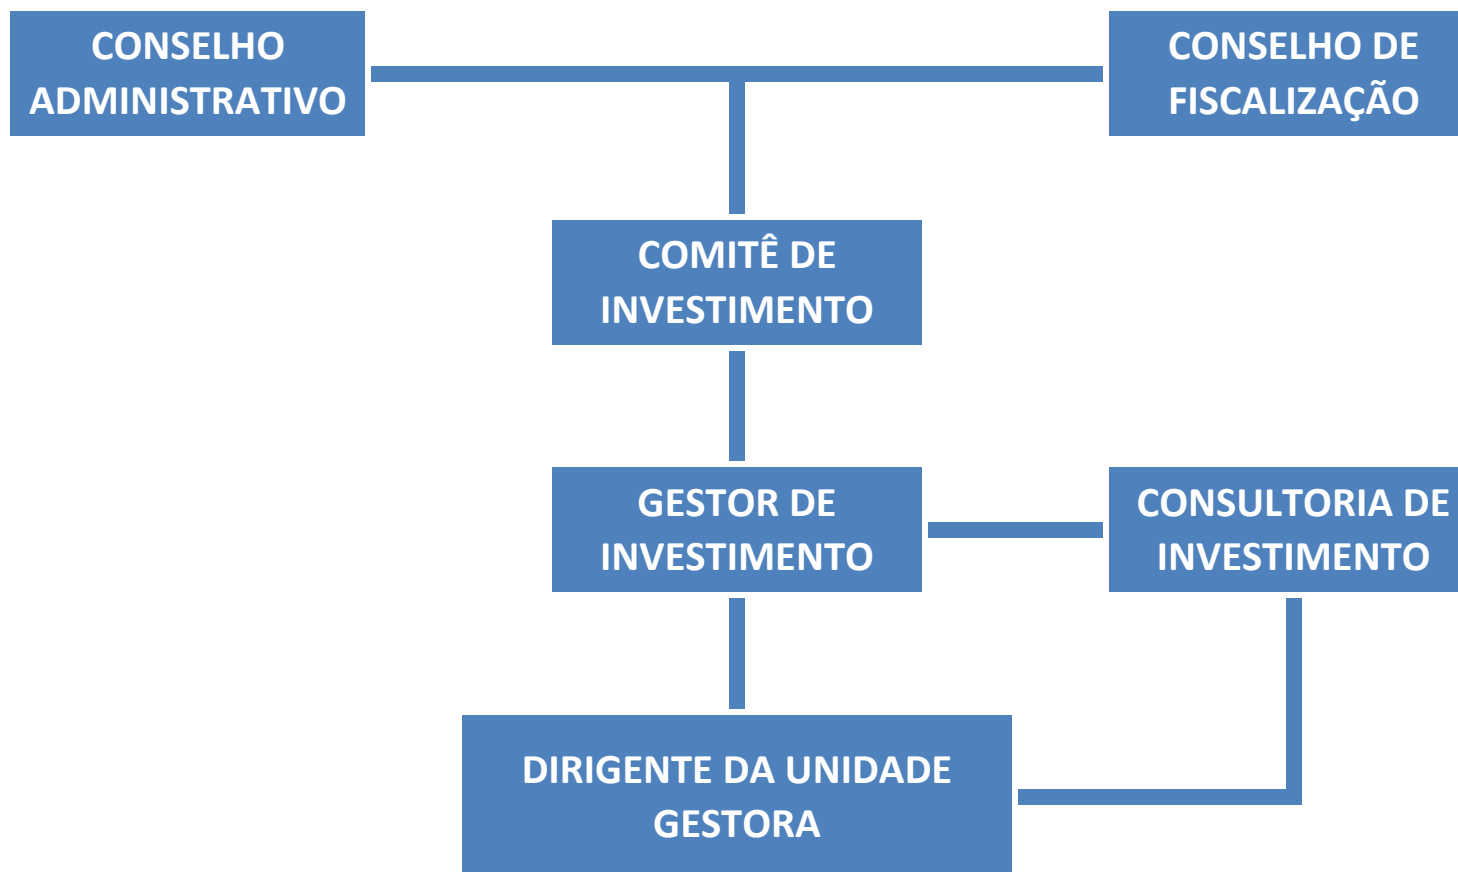 CONSELHO
ADMINISTRATIVO
CONSELHO DE
FISCALIZAÇÃO
COMITÊ DE
INVESTIMENTO
GESTOR DE
INVESTIMENTO
CONSULTORIA DE
INVESTIMENTO
DIRIGENTE DA UNIDADE
GESTORA